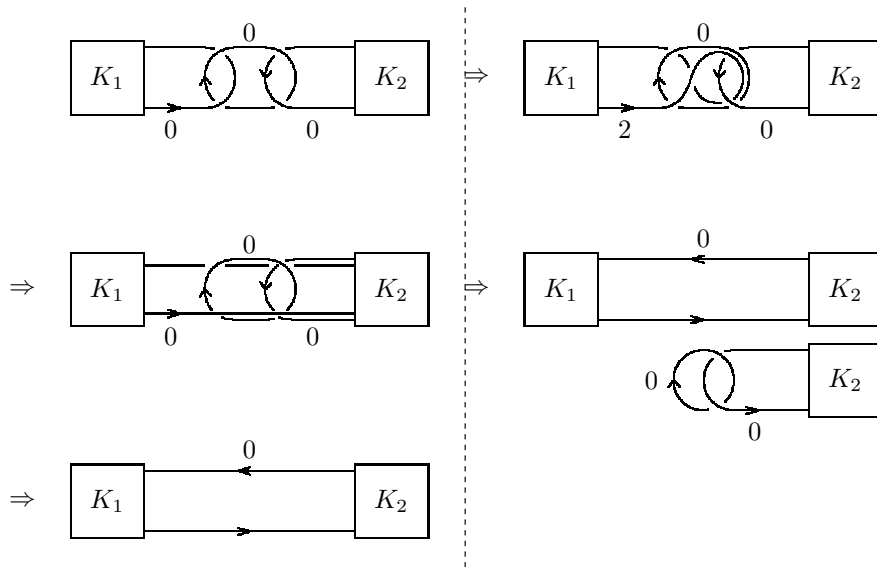 0 0
K₁ K₂ ⇒ K₁ K₂
0 0 2 0
0 0
⇒ K₁ K₂ ⇒ K₁ K₂
0 0
0 K₂
0
0
⇒ K₁ K₂